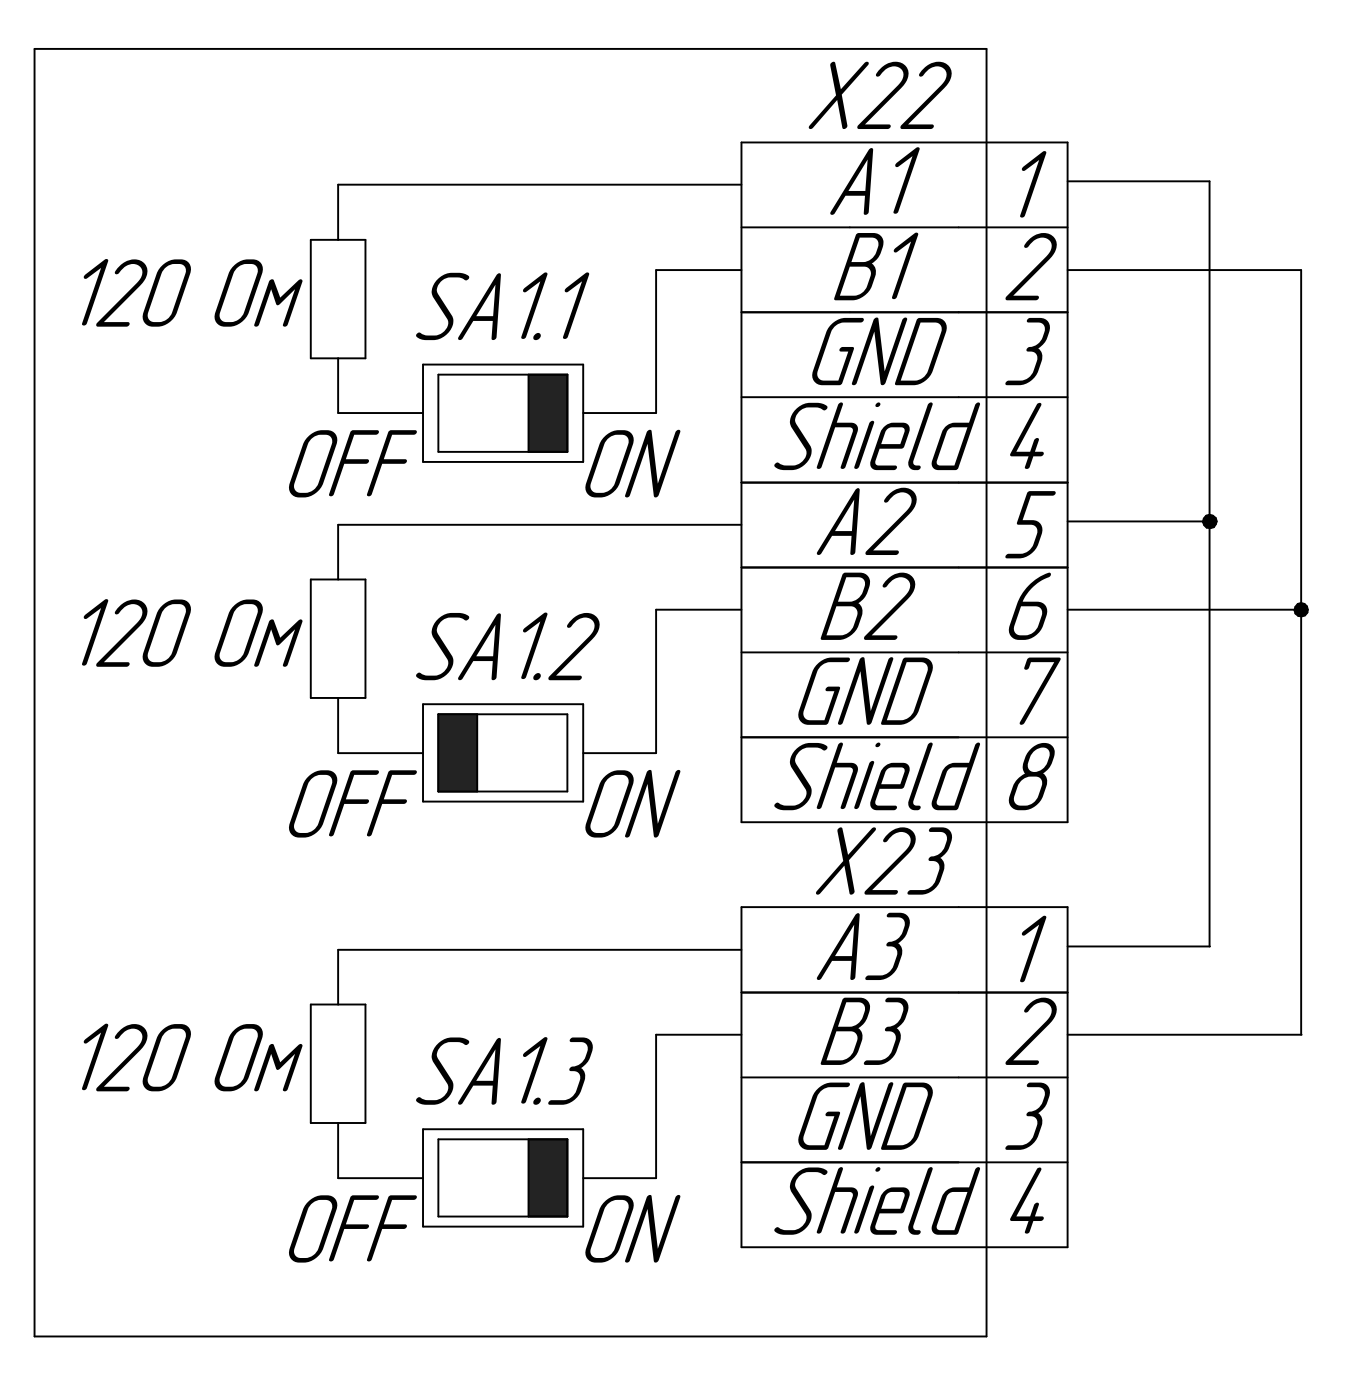 X22
A1 1
B1 2
120 Ом SA1.1
GND 3
OFF ON Shield 4
A2 5
B2 6
120 Ом SA1.2
GND 7
OFF ON Shield 8
X23
A3 1
B3 2
120 Ом SA1.3
GND 3
OFF ON Shield 4